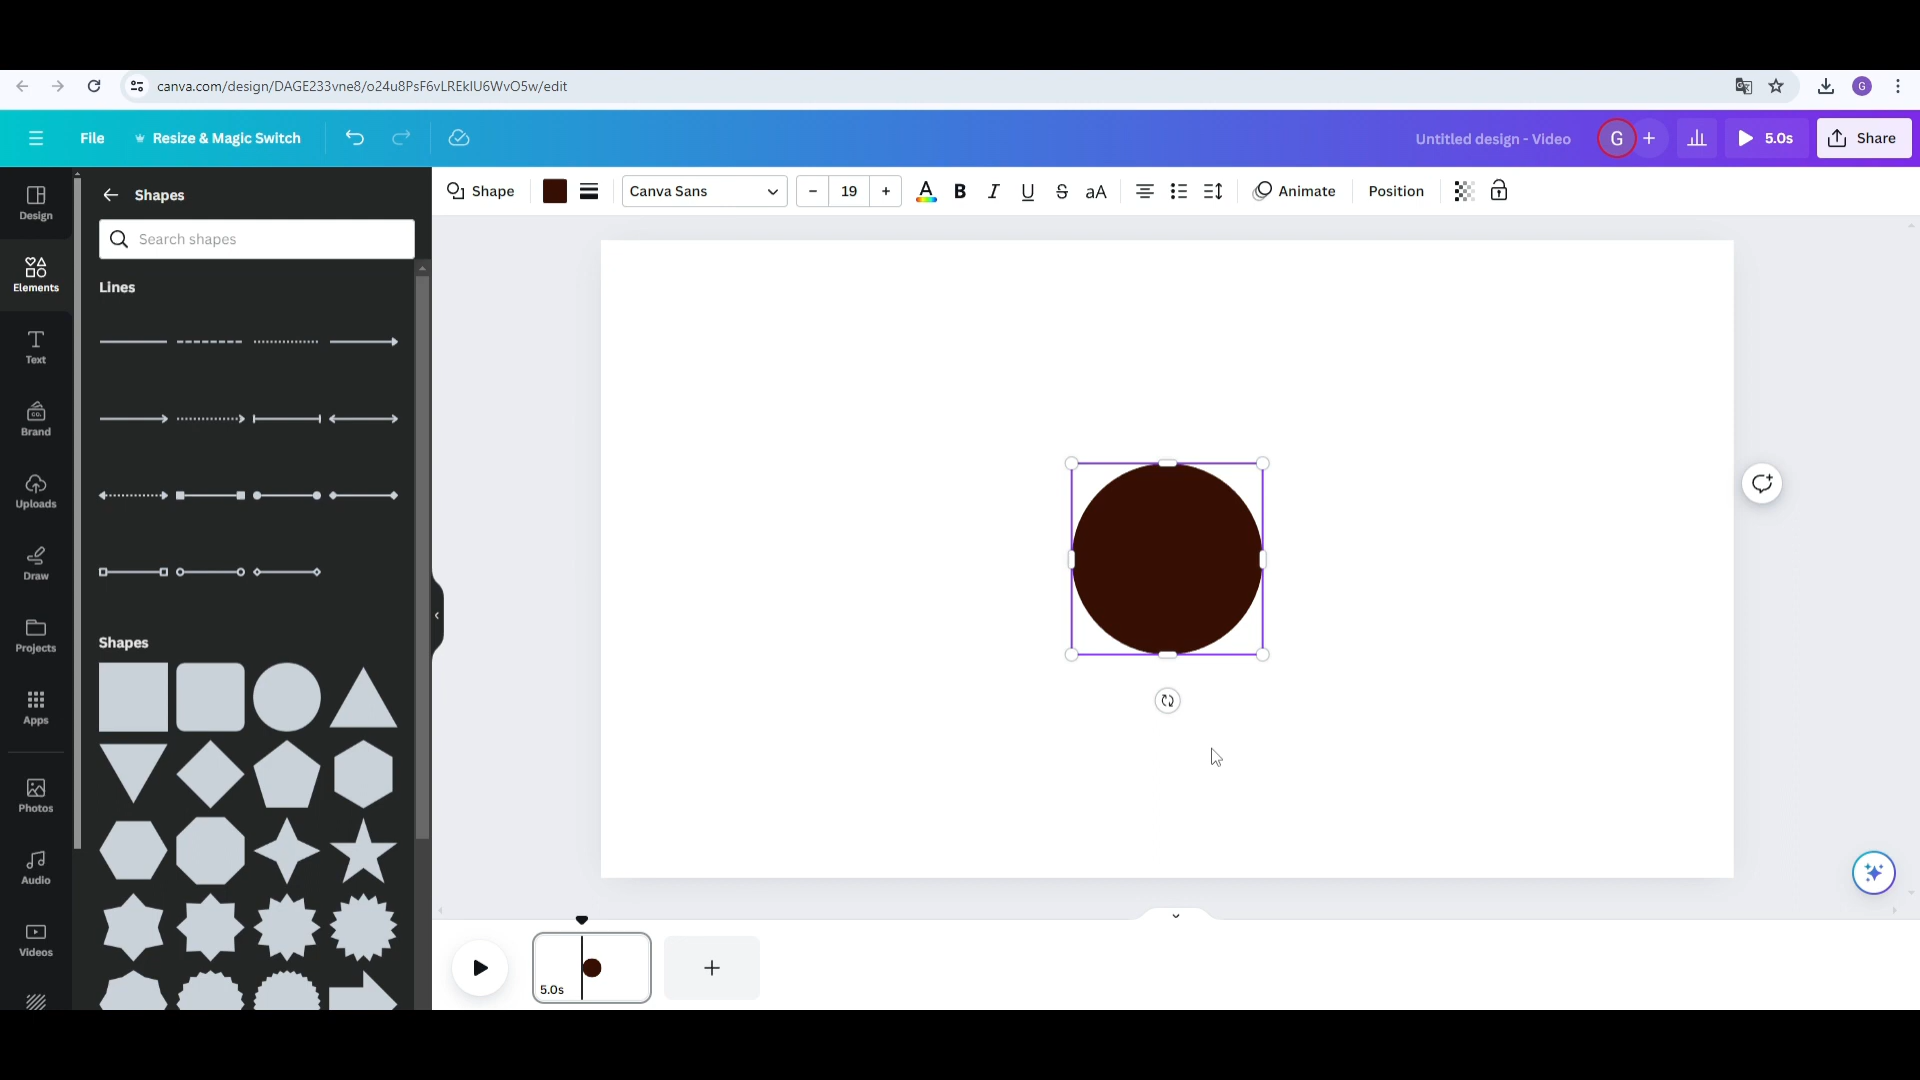 canva.com/design/DAGE233vne8/o24u8PsF6vLREkIU6WvO5w/edit
G
File
Resize & Magic Switch
Untitled design - Video
G
+
5.0s
Share
Design
Elements
Text
Brand
Uploads
Draw
Projects
Apps
Photos
Audio
Videos
Shapes
Search shapes
Lines
Shapes
Shape
Canva Sans
- 19 +
A B I U S aA
Animate
Position
5.0s
+
CO.